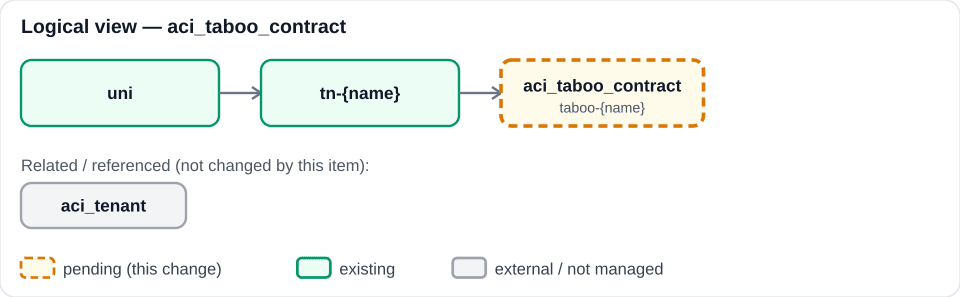 Logical view — aci_taboo_contract
uni
tn-{name}
aci_taboo_contract
taboo-{name}
Related / referenced (not changed by this item):
aci_tenant
pending (this change)
existing
external / not managed